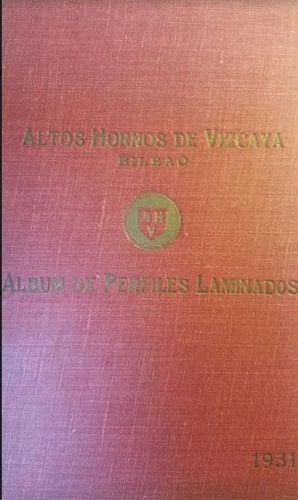 ALTOS HORNOS DE VIZCAYA
BILBAO
AHV
ALBUM DE PERFILES LAMINADOS
1931